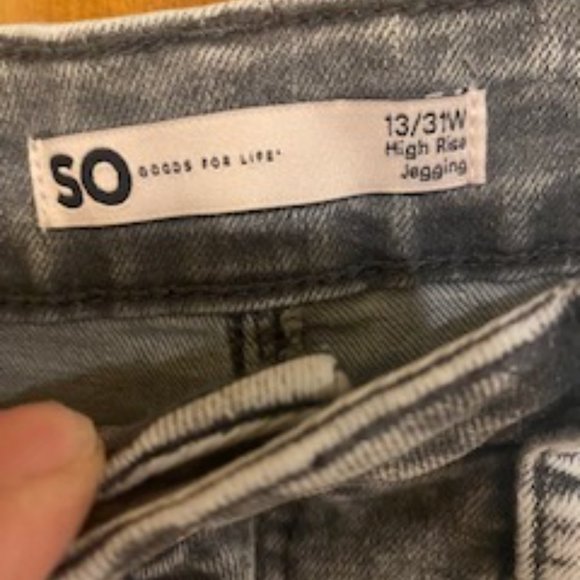 SO GOODS FOR LIFE®
13/31W
High Rise
Jegging